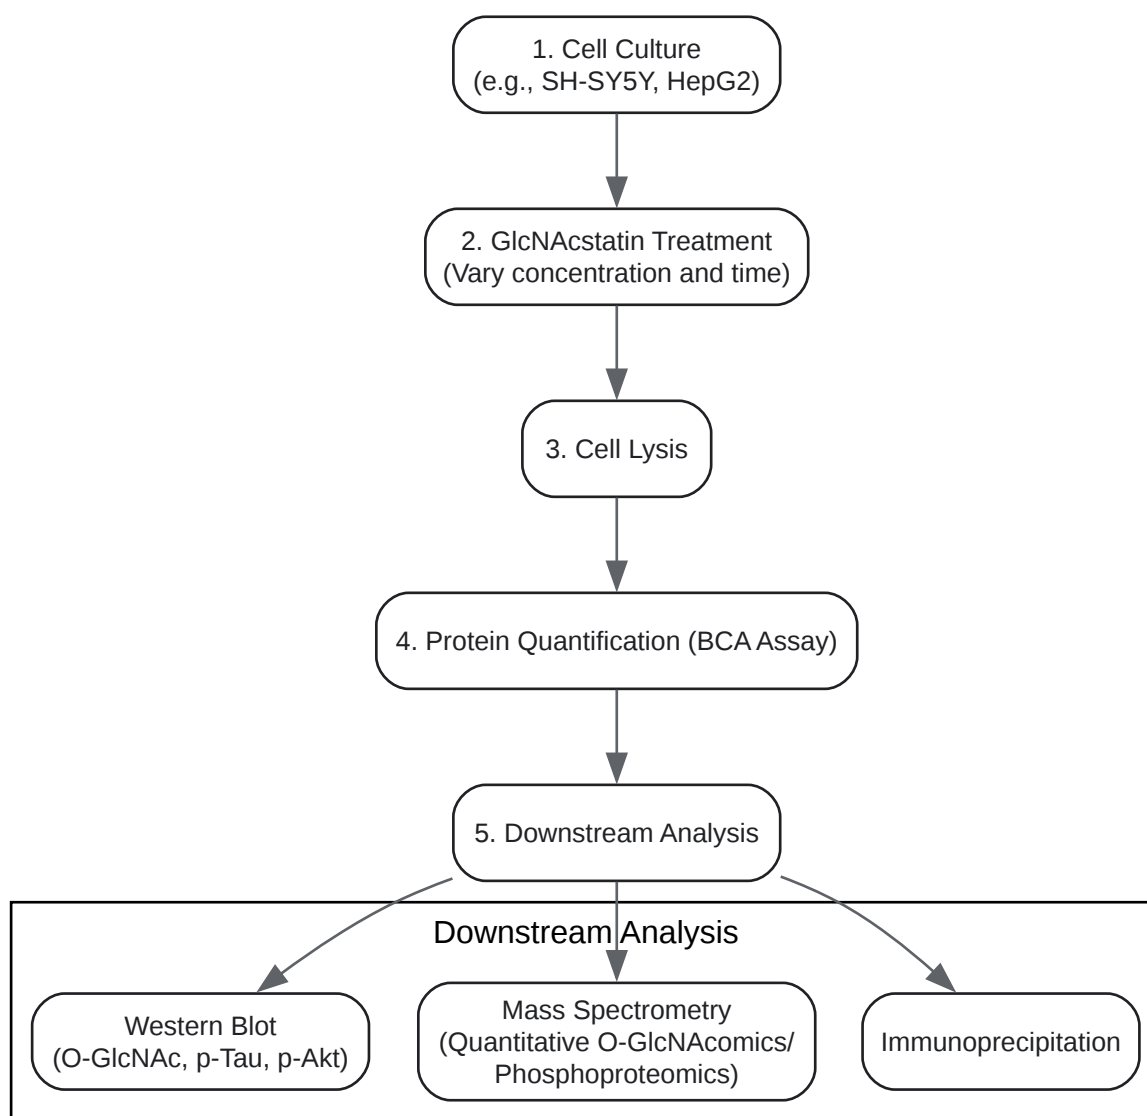 1. Cell Culture
(e.g., SH-SY5Y, HepG2)
2. GlcNAcstatin Treatment
(Vary concentration and time)
3. Cell Lysis
4. Protein Quantification (BCA Assay)
5. Downstream Analysis
Downstream Analysis
Western Blot
(O-GlcNAc, p-Tau, p-Akt)
Mass Spectrometry
(Quantitative O-GlcNAcomics/
Phosphoproteomics)
Immunoprecipitation